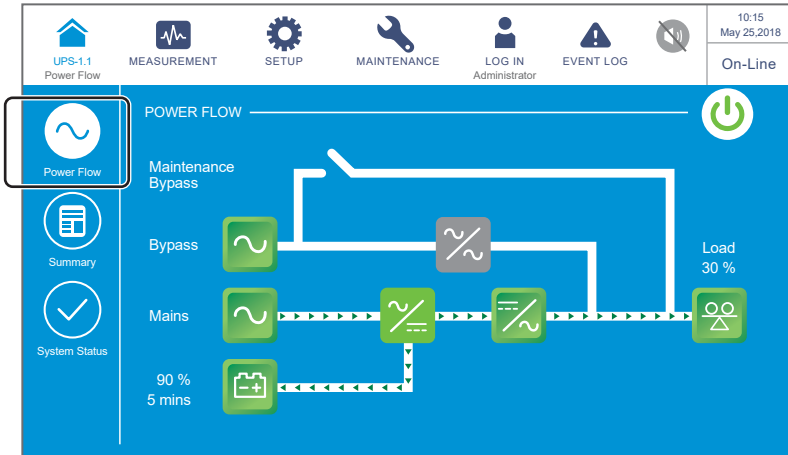 UPS-1.1
Power Flow
MEASUREMENT
SETUP
MAINTENANCE
LOG IN
Administrator
EVENT LOG
10:15
May 25,2018
On-Line
Power Flow
Summary
System Status
POWER FLOW
Maintenance
Bypass
Bypass
Load
30 %
Mains
90 %
5 mins